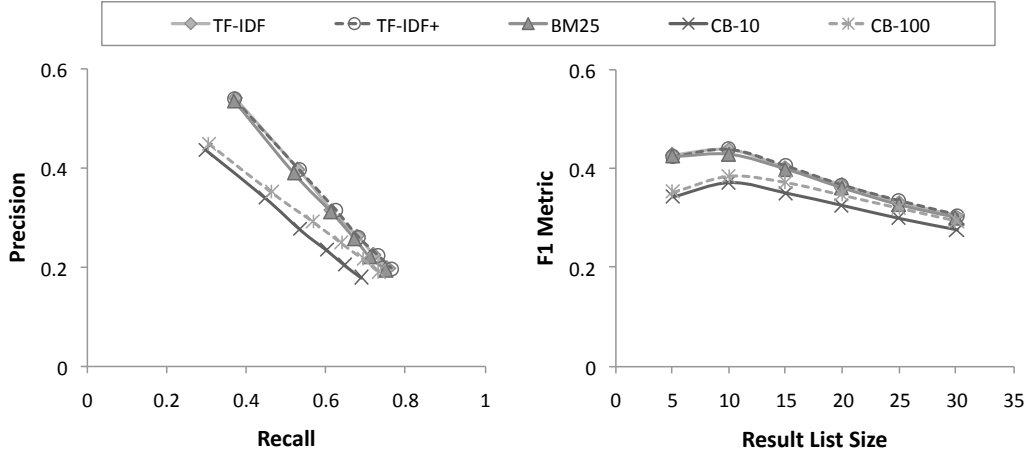 TF-IDF TF-IDF+ BM25 CB-10 CB-100
Precision
0.6
0.4
0.2
0
0 0.2 0.4 0.6 0.8 1
Recall
F1 Metric
0.6
0.4
0.2
0
0 5 10 15 20 25 30 35
Result List Size